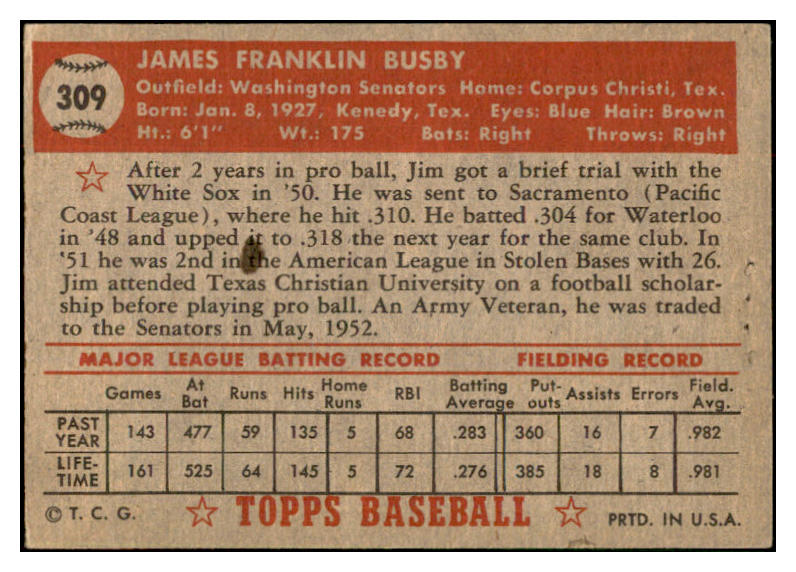 JAMES FRANKLIN BUSBY
309
Outfield: Washington Senators Home: Corpus Christi, Tex.
Born: Jan. 8, 1927, Kenedy, Tex. Eyes: Blue Hair: Brown
Ht.: 6'1" Wt.: 175 Bats: Right Throws: Right
After 2 years in pro ball, Jim got a brief trial with the
White Sox in '50. He was sent to Sacramento (Pacific
Coast League), where he hit .310. He batted .304 for Waterloo
in '48 and upped it to .318 the next year for the same club. In
'51 he was 2nd in the American League in Stolen Bases with 26.
Jim attended Texas Christian University on a football scholar-
ship before playing pro ball. An Army Veteran, he was traded
to the Senators in May, 1952.
MAJOR LEAGUE BATTING RECORD FIELDING RECORD
Games At Bat Runs Hits Home Runs RBI Batting Average Put-outs Assists Errors Field. Avg.
PAST YEAR 143 477 59 135 5 68 .283 360 16 7 .982
LIFE-TIME 161 525 64 145 5 72 .276 385 18 8 .981
© T. C. G. TOPPS BASEBALL PRTD. IN U.S.A.